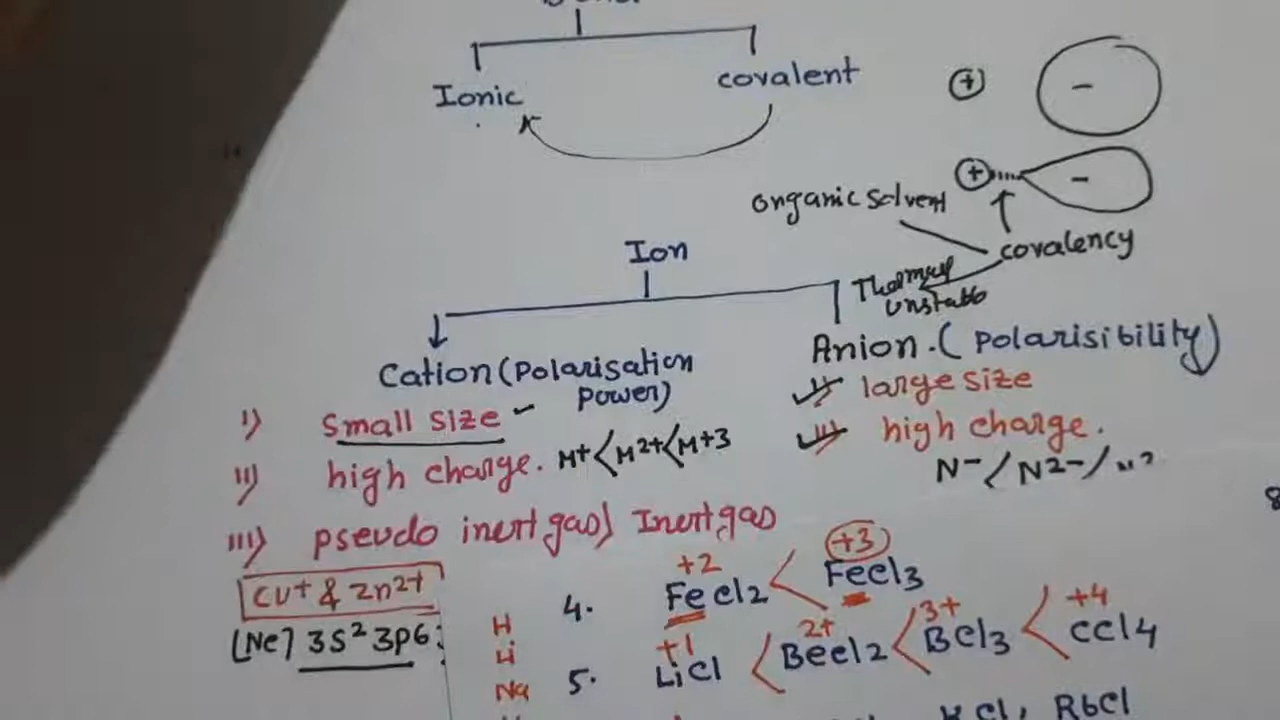 Ionic
covalent
+
-
+
-
organic solvent
covalency
Ion
Cation (Polarisation
Power)
Anion. (Polarisibility)
i) small size
large size
ii) high charge. M+<M2+<M+3
high charge.
N-/N2-/
iii) pseudo inert gas) Inert gas
Cu+ & Zn2+
[Ne] 3s2 3p6
4. FeCl2 < FeCl3
+2
+3
5. LiCl < BeCl2 < BCl3 < CCl4
+1
2+
3+
+4
H
Li
Na
KCl, RbCl
8